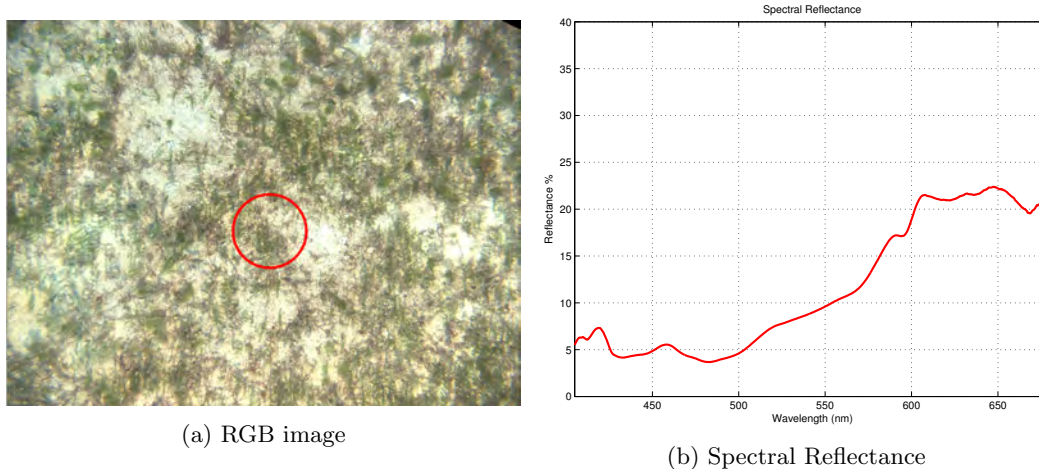 Spectral Reflectance
40
35
30
25
20
15
10
5
0
Reflectance %
450 500 550 600 650
Wavelength (nm)
(a) RGB image
(b) Spectral Reflectance